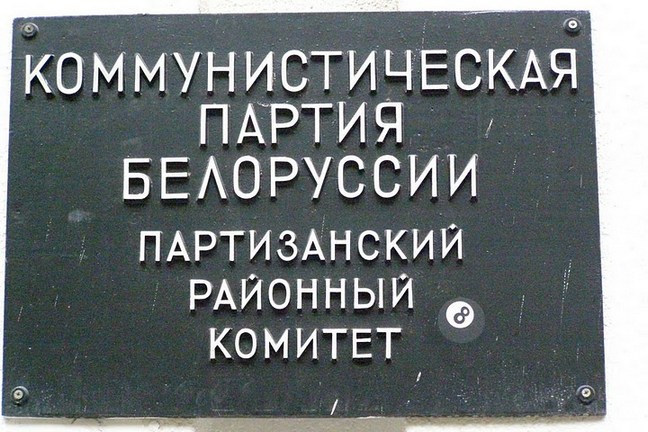 КОММУНИСТИЧЕСКАЯ
ПАРТИЯ
БЕЛОРУССИИ
ПАРТИЗАНСКИЙ
РАЙОННЫЙ
КОМИТЕТ
8